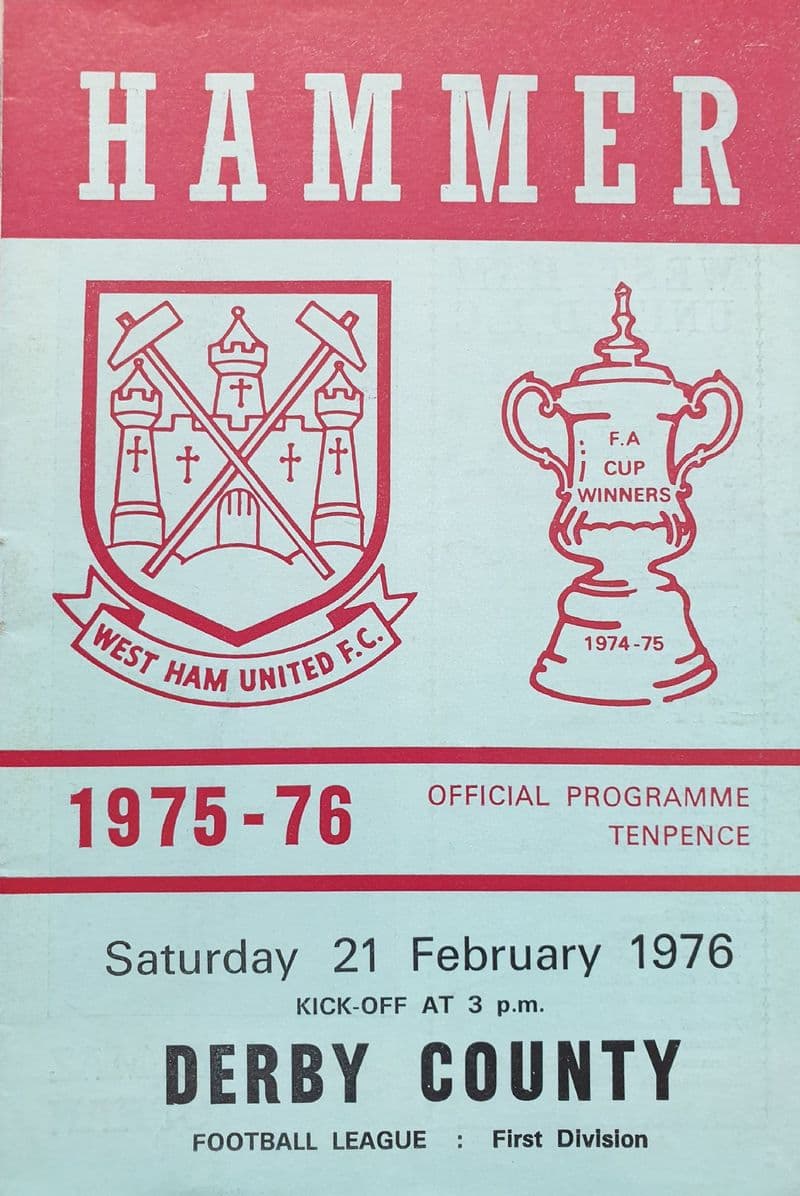 HAMMER
F.A
CUP
WINNERS
1974-75
WEST HAM UNITED F.C.
1975-76
OFFICIAL PROGRAMME
TENPENCE
Saturday 21 February 1976
KICK-OFF AT 3 p.m.
DERBY COUNTY
FOOTBALL LEAGUE : First Division